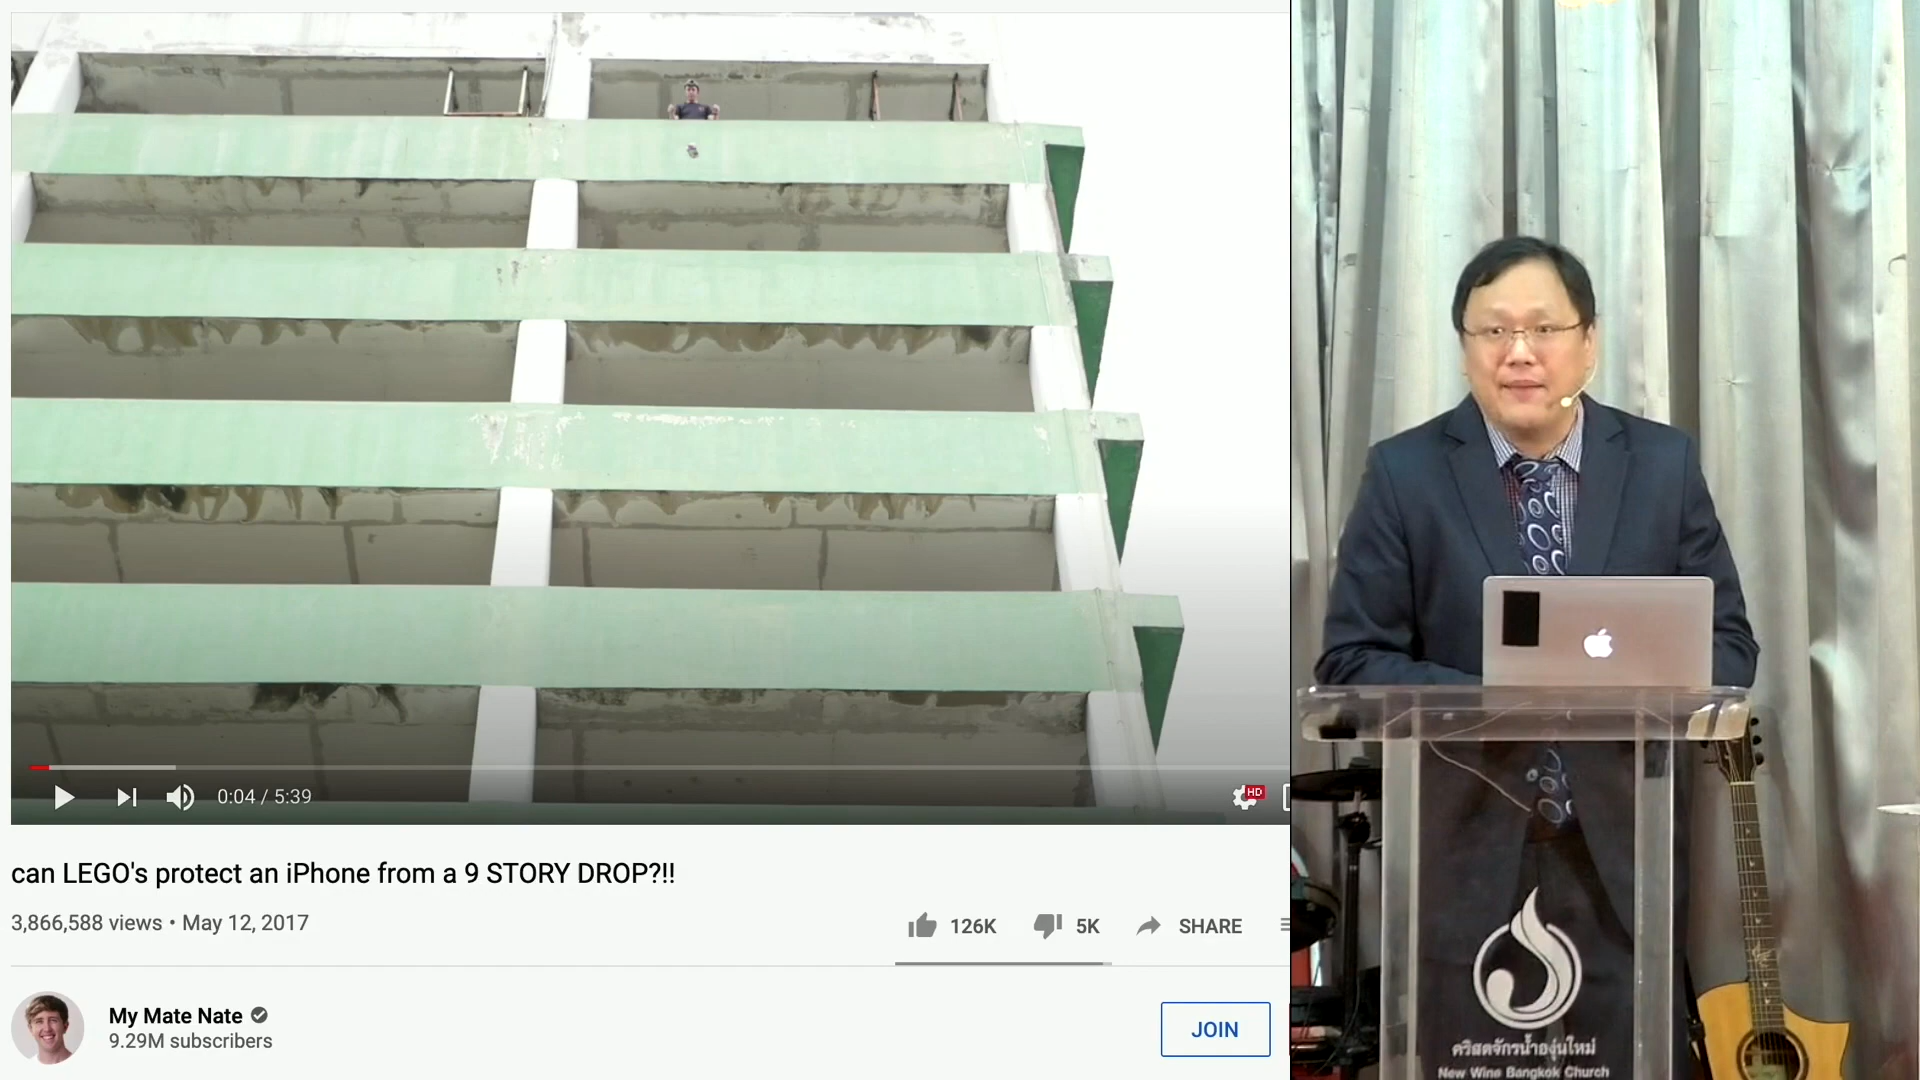 0:04 / 5:39
HD
can LEGO's protect an iPhone from a 9 STORY DROP?!!
3,866,588 views • May 12, 2017
126K
5K
SHARE
My Mate Nate
9.29M subscribers
JOIN
คริสตจักรน้ำองุ่นใหม่
New Wine Bangkok Church